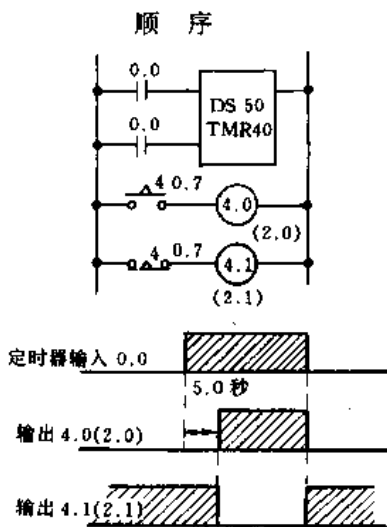 顺 序
0.0
DS 50
TMR40
0.0
4 0.7
4.0
(2.0)
4 0.7
4.1
(2.1)
定时器输入 0.0
5.0 秒
输出 4.0(2.0)
输出 4.1(2.1)